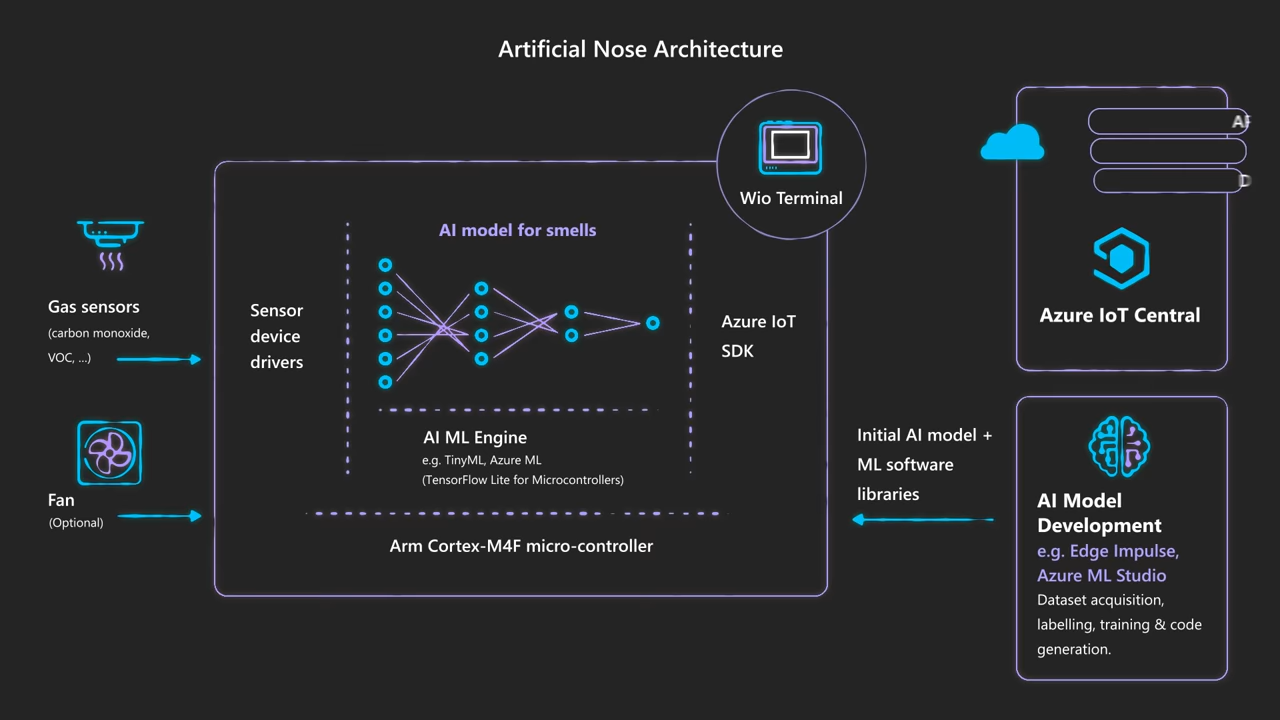 Artificial Nose Architecture
Wio Terminal
Gas sensors
(carbon monoxide,
VOC, ...)
Fan
(Optional)
Sensor
device
drivers
AI model for smells
AI ML Engine
e.g. TinyML, Azure ML
(TensorFlow Lite for Microcontrollers)
Arm Cortex-M4F micro-controller
Azure IoT
SDK
Initial AI model +
ML software
libraries
Azure IoT Central
AI Model
Development
e.g. Edge Impulse,
Azure ML Studio
Dataset acquisition,
labelling, training & code
generation.